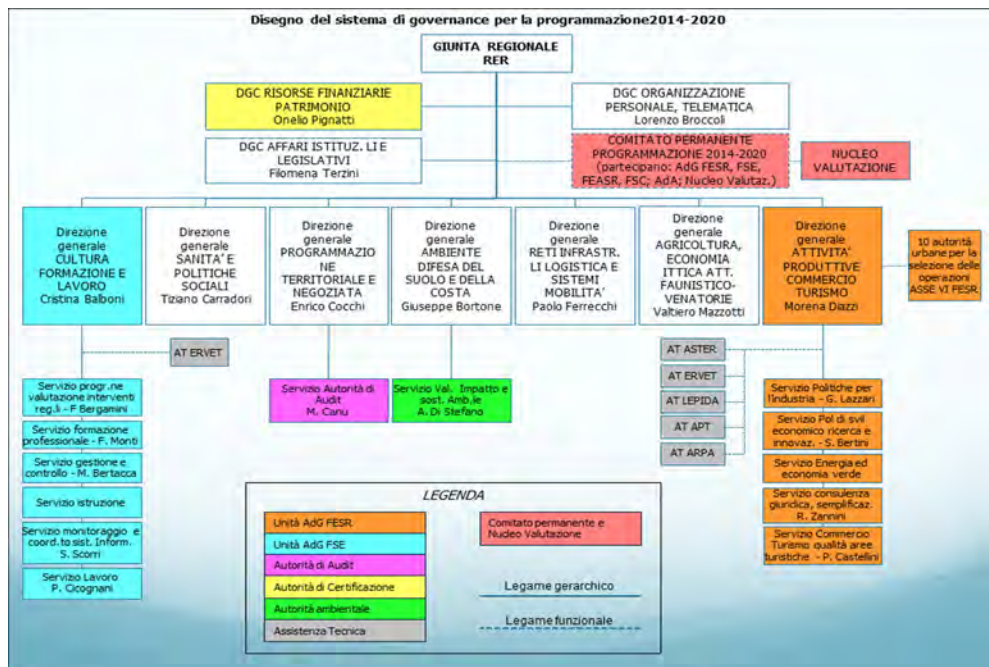 Disegno del sistema di governance per la programmazione2014-2020
GIUNTA REGIONALE
RER
DGC RISORSE FINANZIARIE
PATRIMONIO
Onelio Pignatti
DGC ORGANIZZAZIONE
PERSONALE, TELEMATICA
Lorenzo Broccoli
DGC AFFARI ISTITUZ. LI E
LEGISLATIVI
Filomena Terzini
COMITATO PERMANENTE
PROGRAMMAZIONE 2014-2020
(partecipano: AdG FESR, FSE,
FEASR, FSC; AdA; Nucleo Valutaz.)
NUCLEO
VALUTAZIONE
Direzione
generale
CULTURA
FORMAZIONE E
LAVORO
Cristina Balboni
Direzione
generale
SANITA' E
POLITICHE
SOCIALI
Tiziano Carradori
Direzione
generale
PROGRAMMAZIO
NE
TERRITORIALE E
NEGOZIATA
Enrico Cocchi
Direzione
generale
AMBIENTE
DIFESA DEL
SUOLO E DELLA
COSTA
Giuseppe Bortone
Direzione
generale
RETI INFRASTR.
LI LOGISTICA E
SISTEMI
MOBILITA'
Paolo Ferrecchi
Direzione
generale
AGRICOLTURA,
ECONOMIA
ITTICA ATT.
FAUNISTICO-
VENATORIE
Valtiero Mazzotti
Direzione
generale
ATTIVITA'
PRODUTTIVE
COMMERCIO
TURISMO
Morena Diazzi
10 autorità
urbane per la
selezione delle
operazioni
ASSE VI FESR
AT ERVET
Servizio progr.ne
valutazione interventi
reg.li - F Bergamini
Servizio formazione
professionale - F. Monti
Servizio gestione e
controllo - M. Bertacca
Servizio istruzione
Servizio monitoraggio e
coord.to sist. Inform.
S. Scorri
Servizio Lavoro
P. Cicognani
Servizio Autorità di
Audit
M. Canu
Servizio Val. Impatto e
sost. Amb.le
A. Di Stefano
AT ASTER
AT ERVET
AT LEPIDA
AT APT
AT ARPA
Servizio Politiche per
l'industria - G. Lazzari
Servizio Pol di svil
economico ricerca e
innovaz. - S. Bertini
Servizio Energia ed
economia verde
Servizio consulenza
giuridica, semplificaz.
R. Zannini
Servizio Commercio
Turismo qualità aree
turistiche - P. Castellini
LEGENDA
Unità AdG FESR
Unità AdG FSE
Autorità di Audit
Autorità di Certificazione
Autorità ambientale
Assistenza Tecnica
Comitato permanente e
Nucleo Valutazione
Legame gerarchico
Legame funzionale